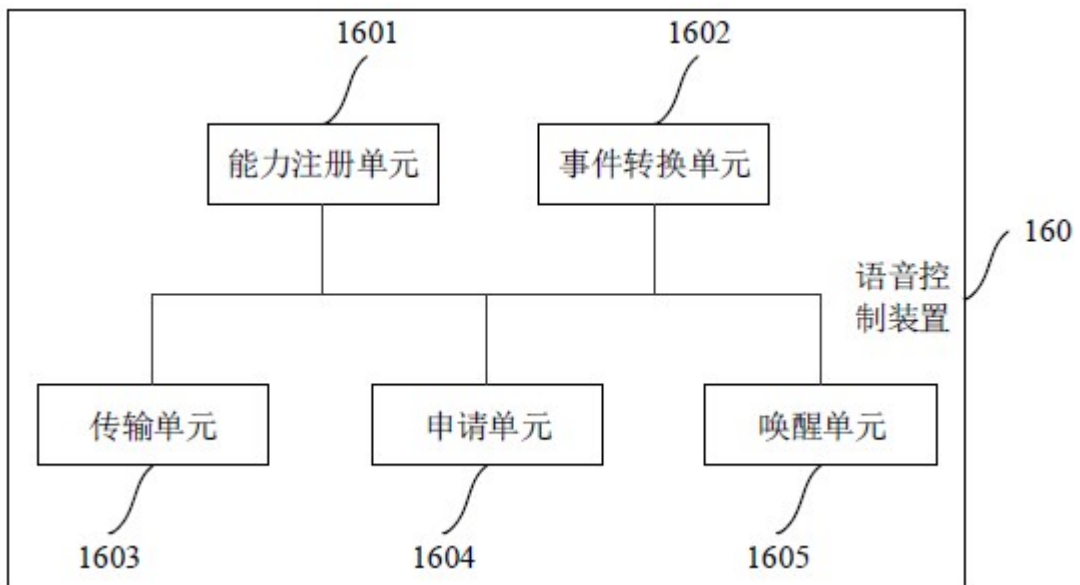 1601
1602
能力注册单元
事件转换单元
160
语音控
制装置
传输单元
申请单元
唤醒单元
1603
1604
1605